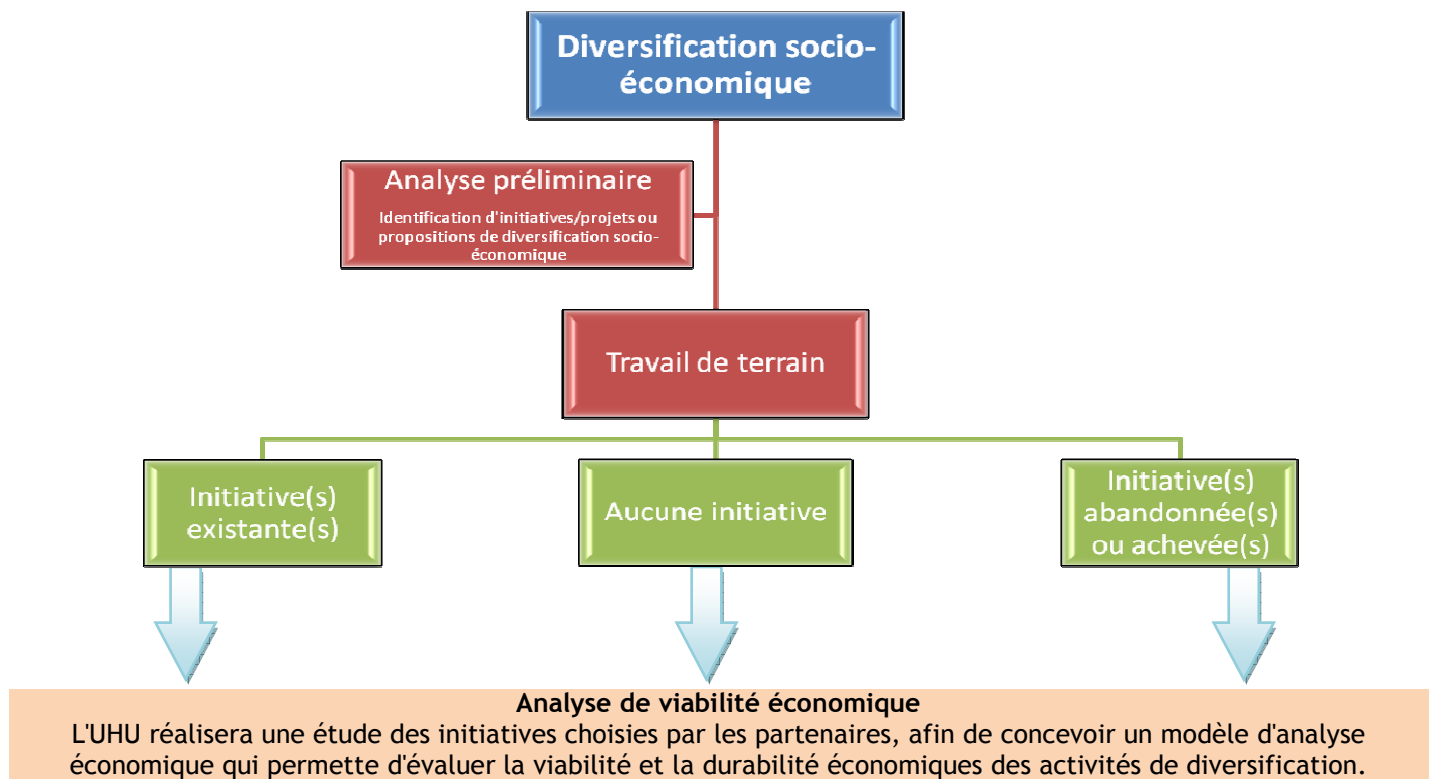 Diversification socio-
économique
Analyse préliminaire
Identification d'initiatives/projets ou
propositions de diversification socio-
économique
Travail de terrain
Initiative(s)
existante(s)
Aucune initiative
Initiative(s)
abandonnée(s)
ou achevée(s)
Analyse de viabilité économique
L'UHU réalisera une étude des initiatives choisies par les partenaires, afin de concevoir un modèle d'analyse
économique qui permette d'évaluer la viabilité et la durabilité économiques des activités de diversification.